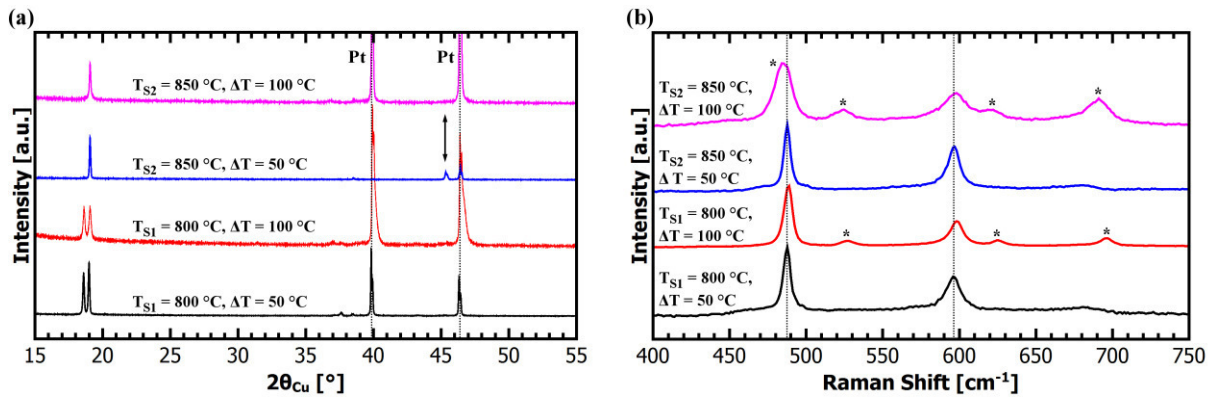 (a)
Intensity [a.u.]
Pt
Pt
T_S2 = 850 °C, ΔT = 100 °C
T_S2 = 850 °C, ΔT = 50 °C
T_S1 = 800 °C, ΔT = 100 °C
T_S1 = 800 °C, ΔT = 50 °C
15 20 25 30 35 40 45 50 55
2θ_Cu [°]
(b)
Intensity [a.u.]
T_S2 = 850 °C,
ΔT = 100 °C
* * * *
T_S2 = 850 °C,
Δ T = 50 °C
T_S1 = 800 °C,
ΔT = 100 °C
* * *
T_S1 = 800 °C,
ΔT = 50 °C
400 450 500 550 600 650 700 750
Raman Shift [cm⁻¹]